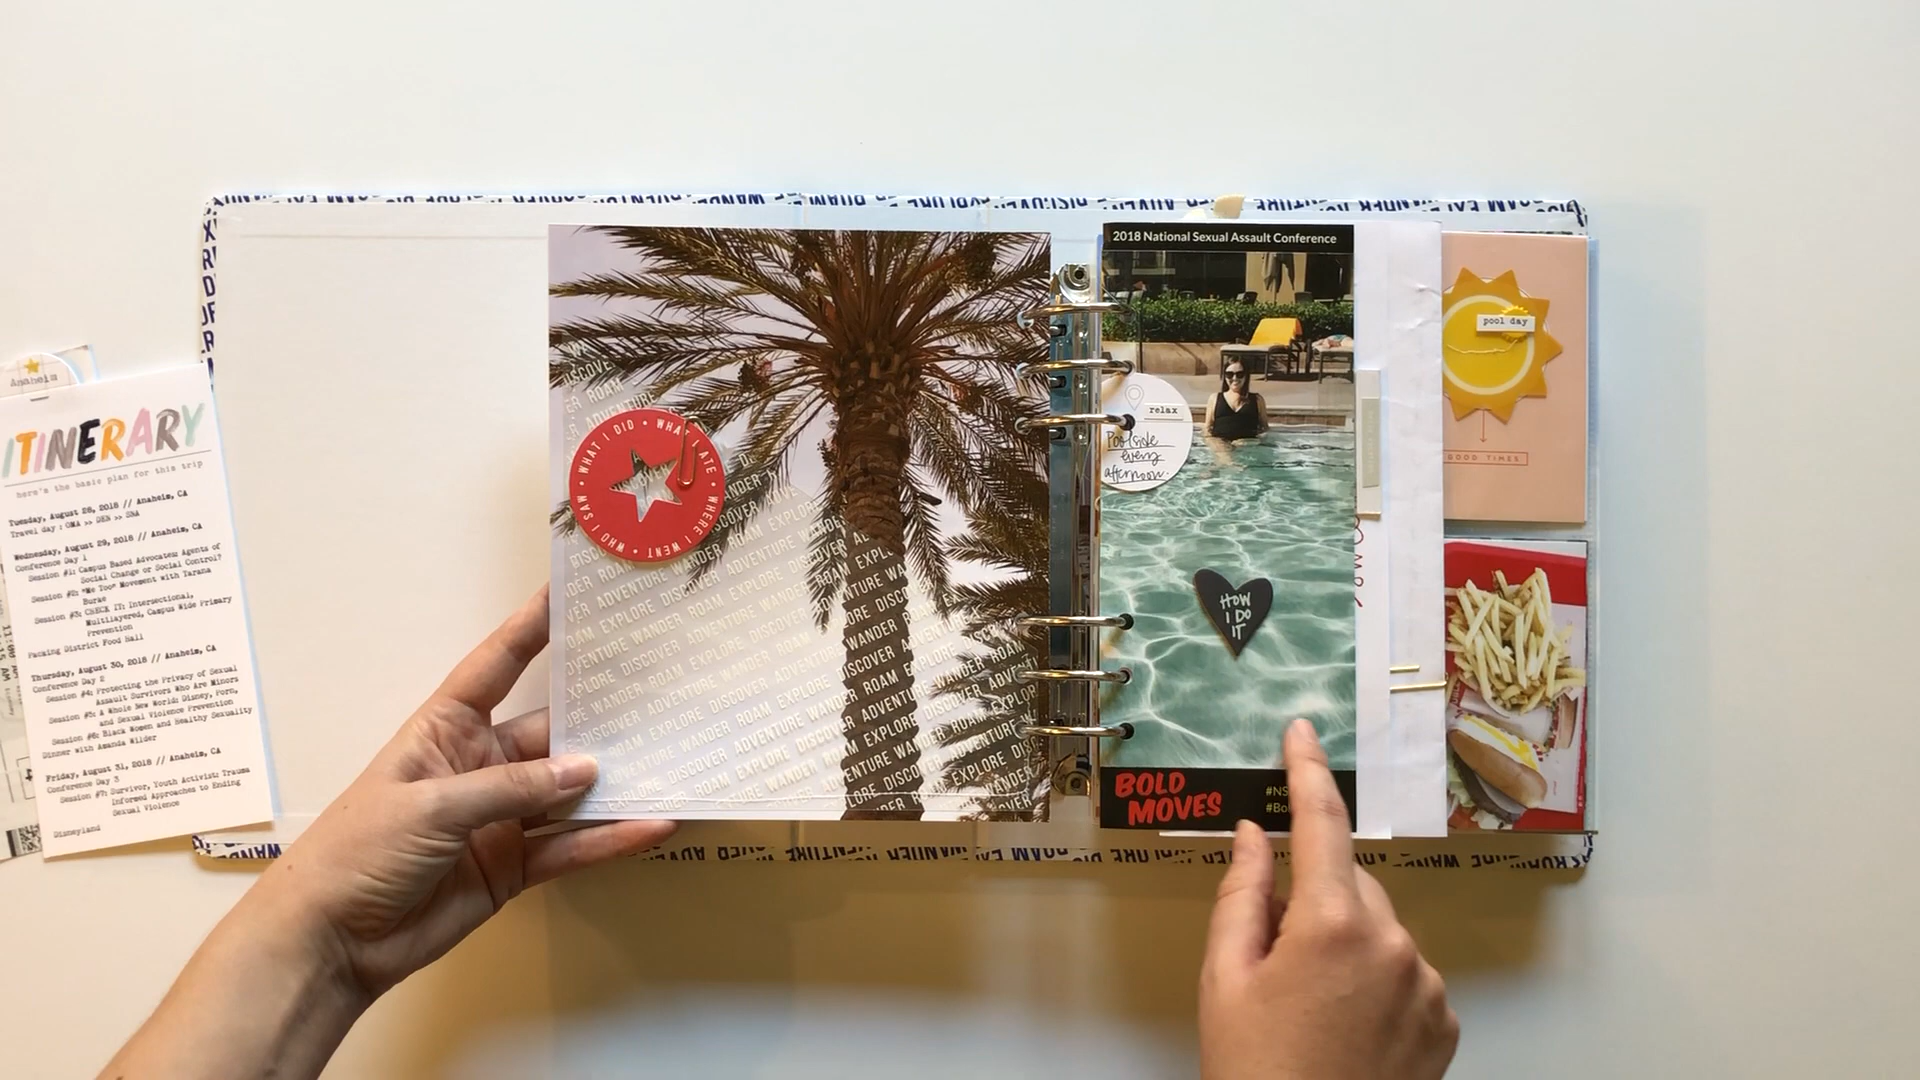 Anaheim
ITINERARY
here's the basic plan for this trip
Tuesday, August 28, 2018 // Anaheim, CA
Travel day : OMA >> DEN >> SNA
Wednesday, August 29, 2018 // Anaheim, CA
Conference Day 1
Session #1: Campus Based Advocates: Agents of
Social Change or Social Control?
Session #2: "Me Too" Movement with Tarana
Burke
Session #3: CHECK IT: Intersectional,
Multilayered, Campus Wide Primary
Prevention
Packing District Food Hall
Thursday, August 30, 2018 // Anaheim, CA
Conference Day 2
Session #4: Protecting the Privacy of Sexual
Assault Survivors Who Are Minors
Session #5: A Whole New World: Disney, Porn,
and Sexual Violence Prevention
Session #6: Black Women and Healthy Sexuality
Dinner with Amanda Wilder
Friday, August 31, 2018 // Anaheim, CA
Conference Day 3
Session #7: Survivor, Youth Activist: Trauma
Informed Approaches to Ending
Sexual Violence
Disneyland
WHAT I DID • WHAT I ATE • WHERE I WENT • WHO I SAW •
DISCOVER
ROAM
ADVENTURE
ADVENTURE WANDER ROAM EXPLORE DISCOVER
2018 National Sexual Assault Conference
relax
Poolside
every
afternoon.
HOW
I DO
IT
BOLD
MOVES
#NS
#Bo
pool day
GOOD TIMES